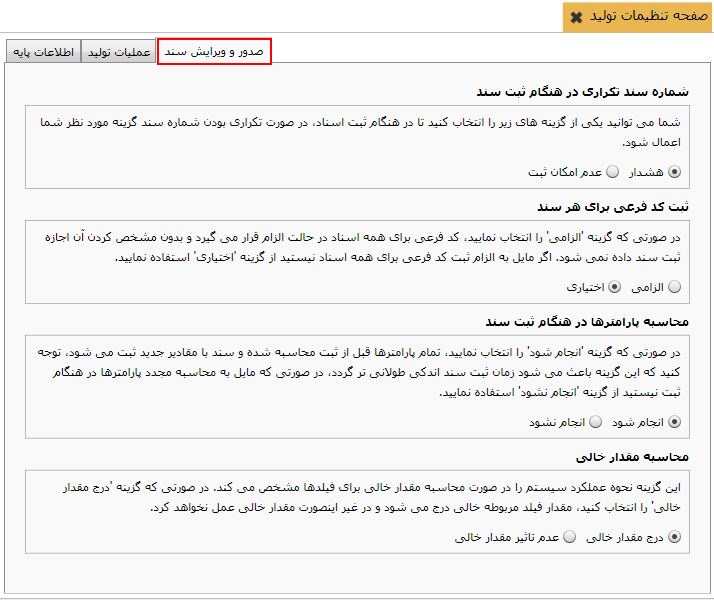 صفحه تنظیمات تولید
صدور و ویرایش سند
عملیات تولید
اطلاعات پایه
شماره سند تکراری در هنگام ثبت سند
شما می توانید یکی از گزینه های زیر را انتخاب کنید تا در هنگام ثبت اسناد، در صورت تکراری بودن شماره سند گزینه مورد نظر شما
اعمال شود.
هشدار عدم امکان ثبت
ثبت کد فرعی برای هر سند
در صورتی که گزینه 'الزامی' را انتخاب نمایید، کد فرعی برای همه اسناد در حالت الزام قرار می گیرد و بدون مشخص کردن آن اجازه
ثبت سند داده نمی شود. اگر مایل به الزام ثبت کد فرعی برای همه اسناد نیستید از گزینه 'اختیاری' استفاده نمایید.
الزامی اختیاری
محاسبه پارامترها در هنگام ثبت سند
در صورتی که گزینه 'انجام شود' را انتخاب نمایید، تمام پارامترها قبل از ثبت محاسبه شده و سند با مقادیر جدید ثبت می شود، توجه
کنید که این گزینه باعث می شود زمان ثبت سند اندکی طولانی تر گردد، در صورتی که مایل به محاسبه مجدد پارامترها در هنگام
ثبت نیستید از گزینه 'انجام نشود' استفاده نمایید.
انجام شود انجام نشود
محاسبه مقدار خالی
این گزینه نحوه عملکرد سیستم را در صورت محاسبه مقدار خالی برای فیلدها مشخص می کند. در صورتی که گزینه 'درج مقدار
خالی' را انتخاب کنید، مقدار فیلد مربوطه خالی درج می شود و در غیر اینصورت مقدار خالی عمل نخواهد کرد.
درج مقدار خالی عدم تاثیر مقدار خالی